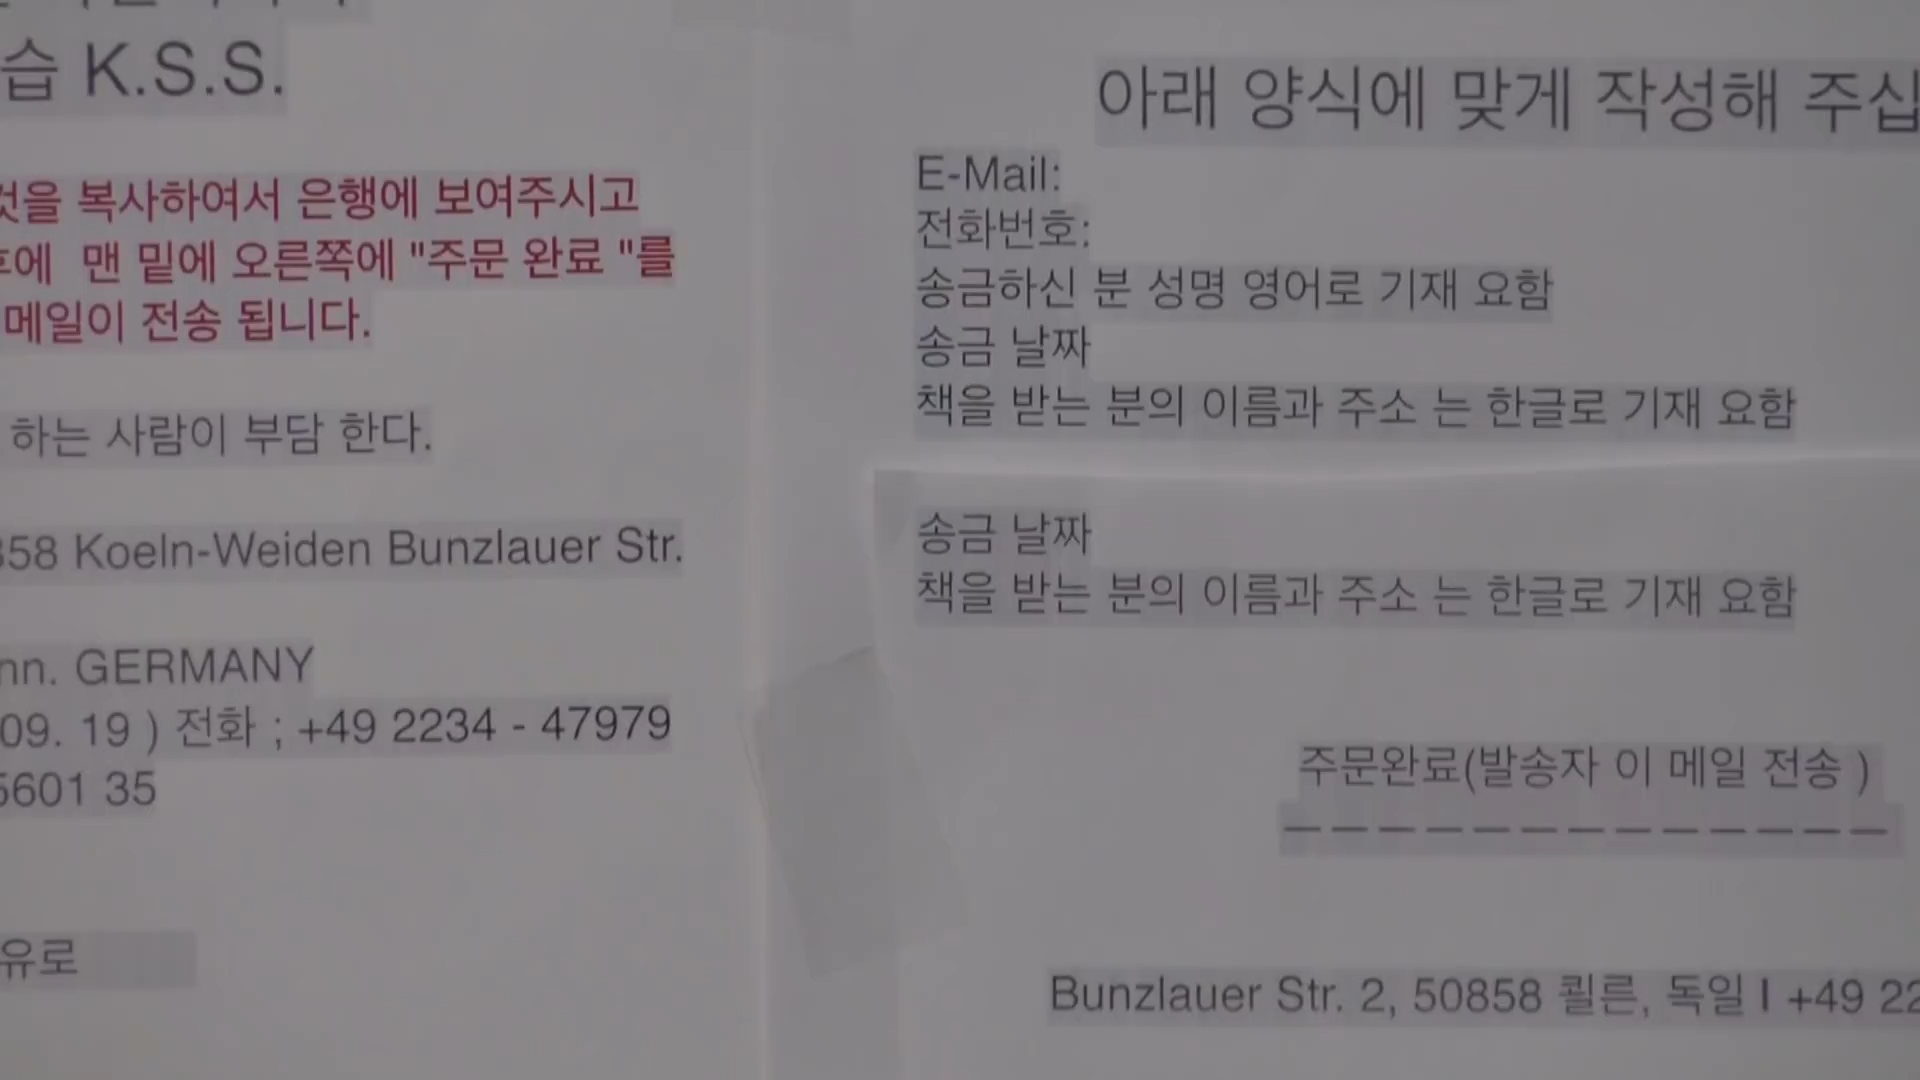 습 K.S.S.
것을 복사하여서 은행에 보여주시고
후에 맨 밑에 오른쪽에 "주문 완료 "를
메일이 전송 됩니다.
하는 사람이 부담 한다.
858 Koeln-Weiden Bunzlauer Str.
nn. GERMANY
09. 19 ) 전화 ; +49 2234 - 47979
5601 35
유로
아래 양식에 맞게 작성해 주십
E-Mail:
전화번호:
송금하신 분 성명 영어로 기재 요함
송금 날짜
책을 받는 분의 이름과 주소 는 한글로 기재 요함
송금 날짜
책을 받는 분의 이름과 주소 는 한글로 기재 요함
주문완료(발송자 이 메일 전송 )
— — — — — — — — — — — — —
Bunzlauer Str. 2, 50858 쾰른, 독일 I +49 22